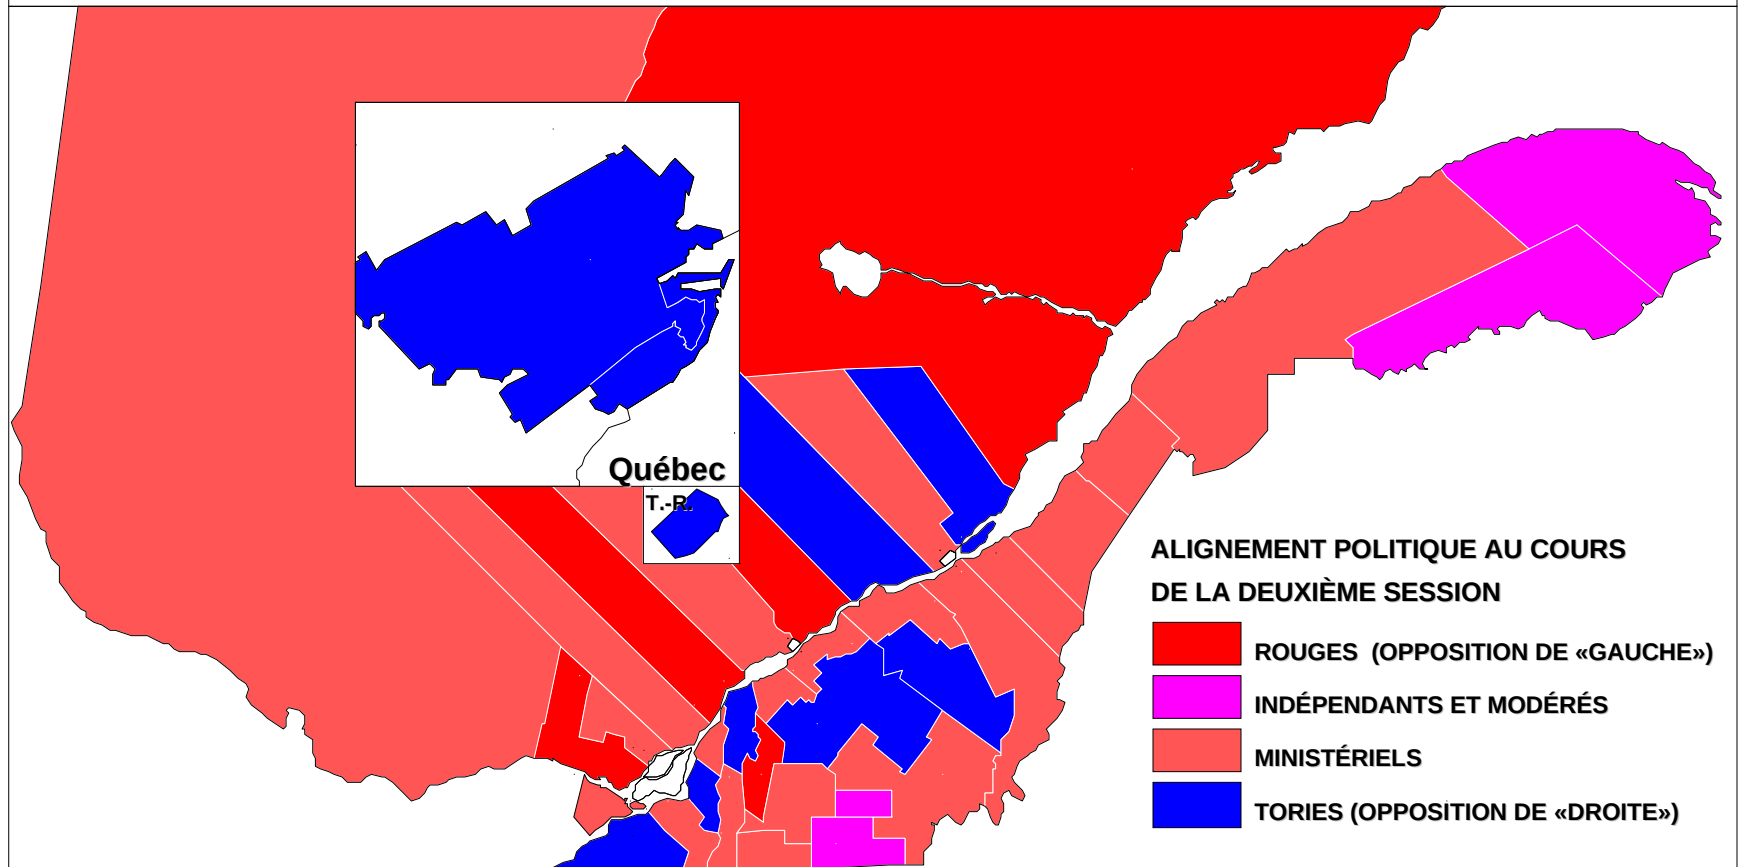 Québec
T.-R.
ALIGNEMENT POLITIQUE AU COURS
DE LA DEUXIÈME SESSION
ROUGES (OPPOSITION DE «GAUCHE»)
INDÉPENDANTS ET MODÉRÉS
MINISTÉRIELS
TORIES (OPPOSITION DE «DROITE»)